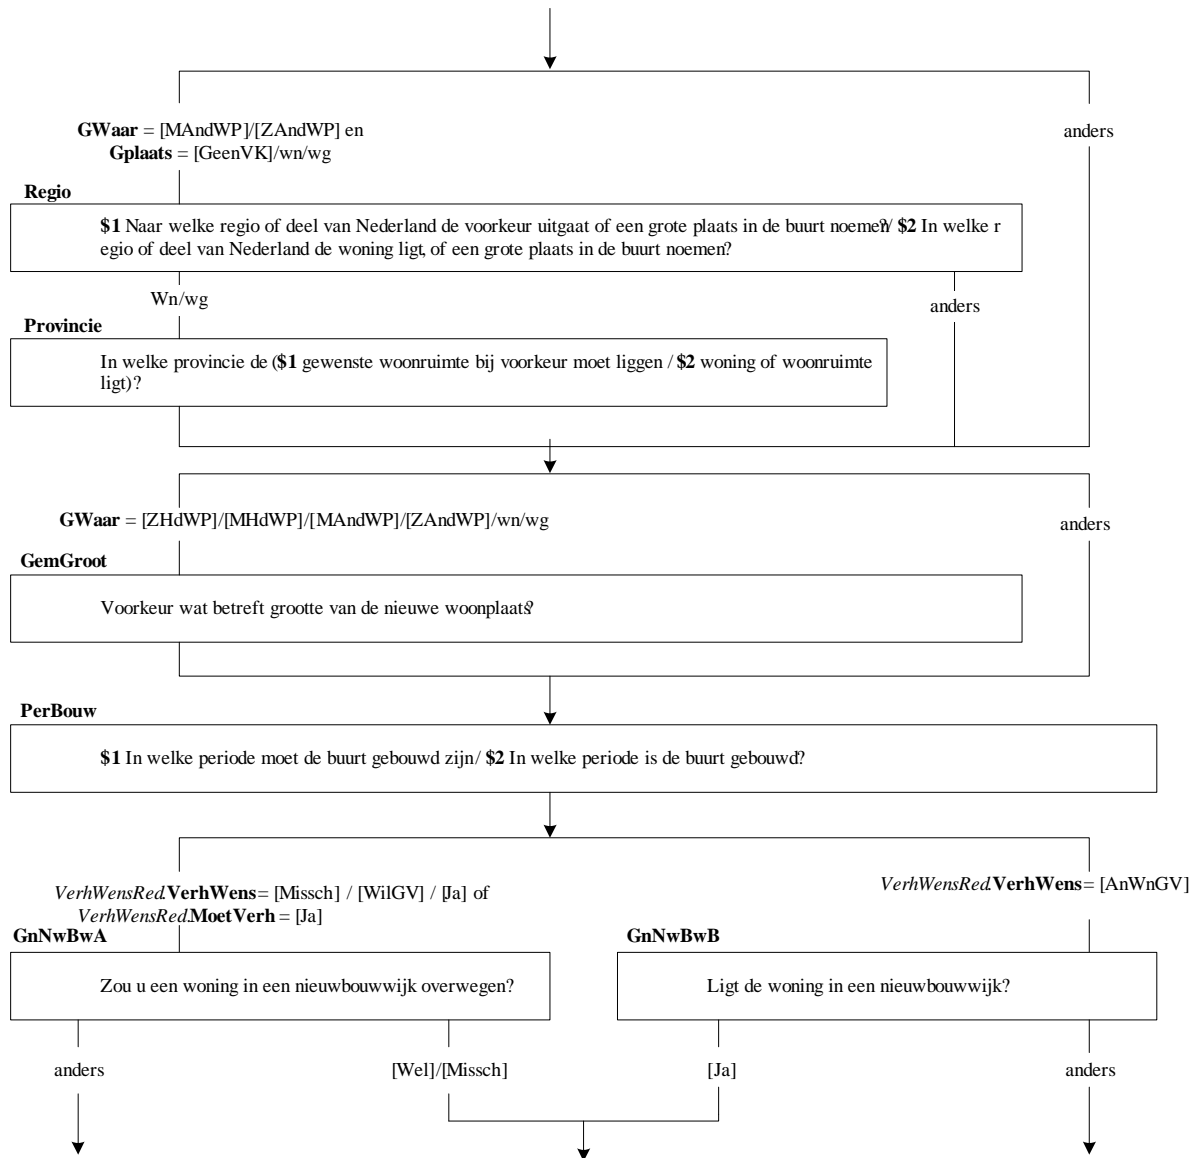 GWaar = [MAndWP]/[ZAndWP] en
Gplaats = [GeenVK]/wn/wg
anders
Regio
$1 Naar welke regio of deel van Nederland de voorkeur uitgaat of een grote plaats in de buurt noemen?/ $2 In welke r
egio of deel van Nederland de woning ligt, of een grote plaats in de buurt noemen?
Wn/wg
anders
Provincie
In welke provincie de ($1 gewenste woonruimte bij voorkeur moet liggen / $2 woning of woonruimte
ligt)?
GWaar = [ZHdWP]/[MHdWP]/[MAndWP]/[ZAndWP]/wn/wg
anders
GemGroot
Voorkeur wat betreft grootte van de nieuwe woonplaats?
PerBouw
$1 In welke periode moet de buurt gebouwd zijn/ $2 In welke periode is de buurt gebouwd?
VerhWensRed.VerhWens = [Missch] / [WilGV] / [Ja] of
VerhWensRed.MoetVerh = [Ja]
VerhWensRed.VerhWens = [AnWnGV]
GnNwBwA
GnNwBwB
Zou u een woning in een nieuwbouwwijk overwegen?
Ligt de woning in een nieuwbouwwijk?
anders
[Wel]/[Missch]
[Ja]
anders